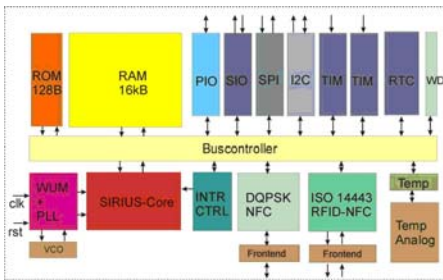 ROM
128B
RAM
16kB
PIO
SIO
SPI
I2C
TIM
TIM
RTC
WD
Buscontroller
clk
rst
WUM
+
PLL
VCO
SIRIUS-Core
INTR
CTRL
DQPSK
NFC
ISO 14443
RFID-NFC
Frontend
Frontend
Temp
Temp
Analog